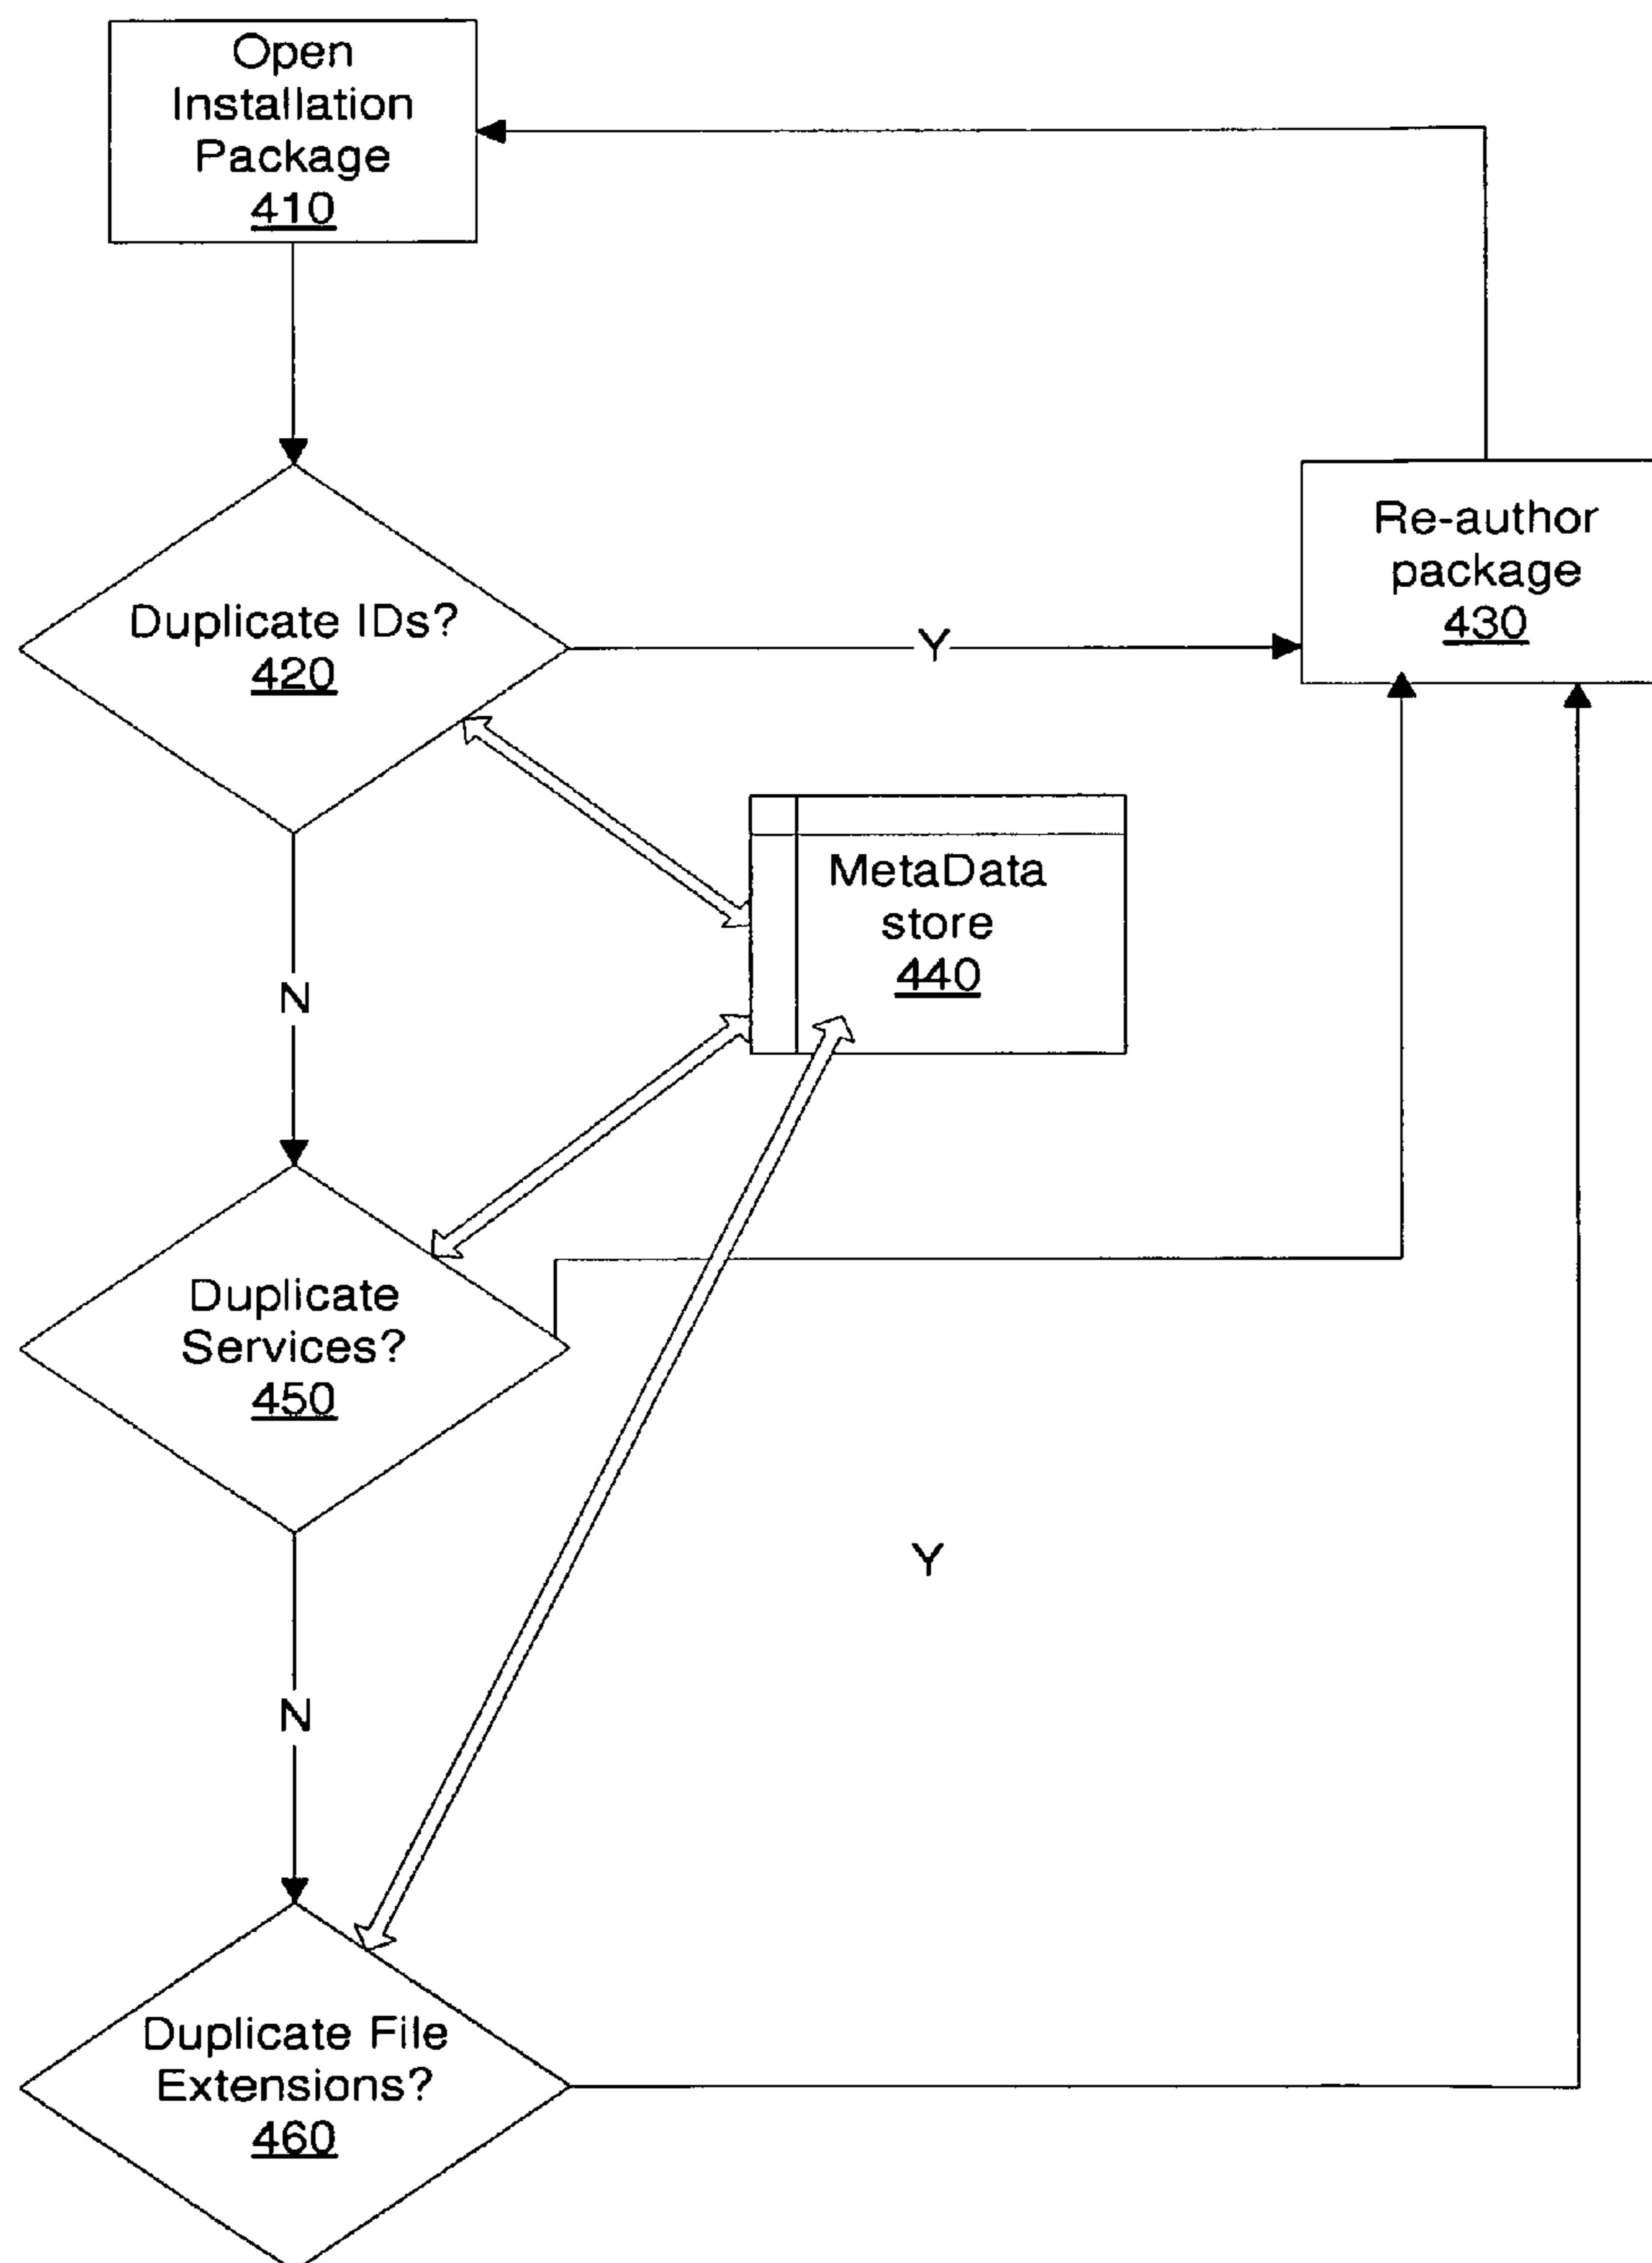 Open
Installation
Package
410
Duplicate IDs?
420
Y
Re-author
package
430
MetaData
store
440
N
Duplicate
Services?
450
Y
N
Duplicate File
Extensions?
460